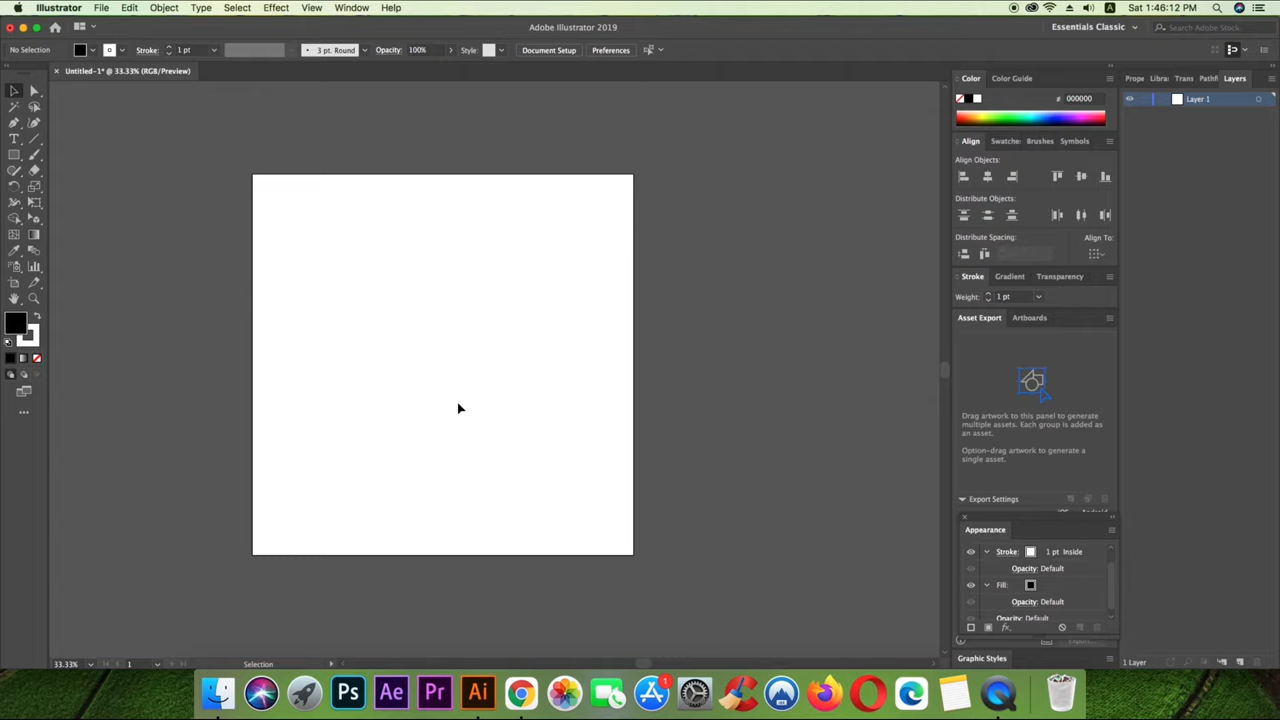 Illustrator File Edit Object Type Select Effect View Window Help
A Sat 1:46:12 PM
Adobe Illustrator 2019
Essentials Classic
Search Adobe Stock
No Selection
Stroke: 1 pt
3 pt. Round
Opacity: 100%
Style:
Document Setup
Preferences
Untitled-1* @ 33.33% (RGB/Preview)
Color Color Guide
# 000000
Align Swatche: Brushes Symbols
Align Objects:
Distribute Objects:
Distribute Spacing:
Align To:
Stroke Gradient Transparency
Weight: 1 pt
Asset Export Artboards
Drag artwork to this panel to generate
multiple assets. Each group is added as
an asset.
Option-drag artwork to generate a
single asset.
Export Settings
Appearance
Stroke: 1 pt Inside
Opacity: Default
Fill:
Opacity: Default
Opacity: Default
fx.
Graphic Styles
Prope Libra Trans Pathf Layers
Layer 1
1 Layer
33.33% 1 Selection
Ps Ae Pr Ai
1